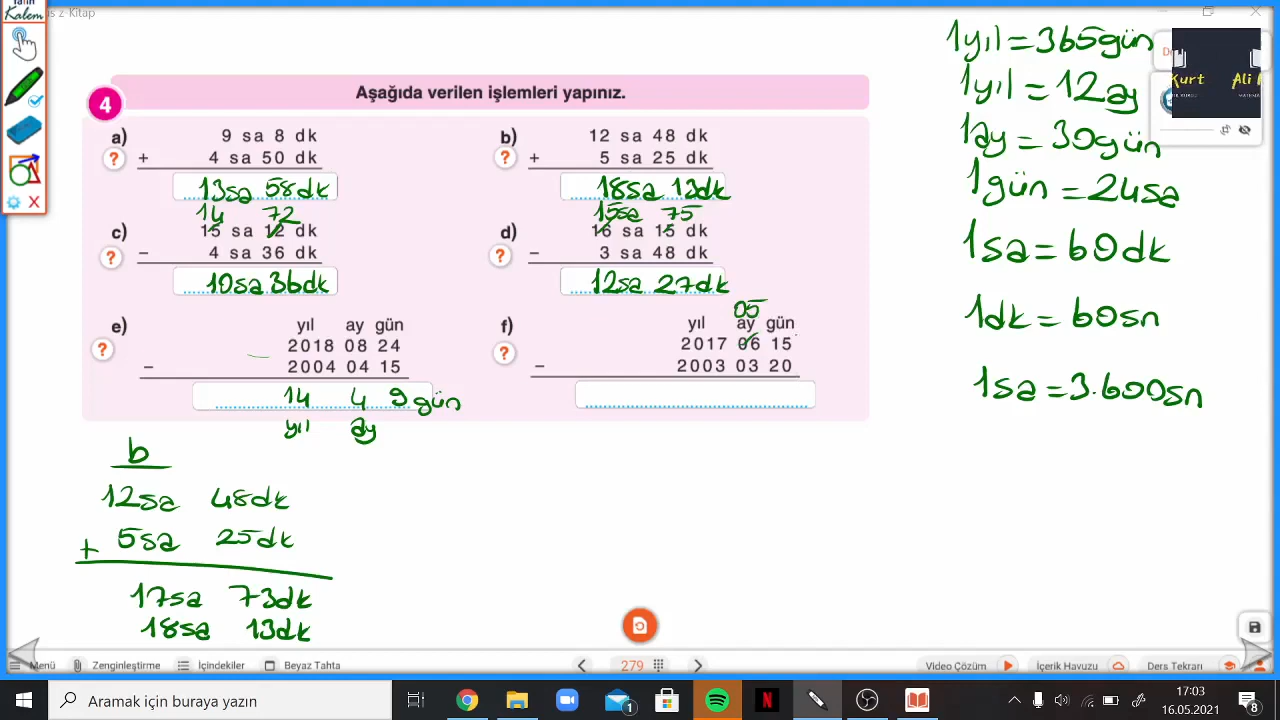 Kalem
z-Kitap
4
Aşağıda verilen işlemleri yapınız.
a)
9 sa 8 dk
+ 4 sa 50 dk
13sa 58dk
b)
12 sa 48 dk
+ 5 sa 25 dk
18sa 13dk
c)
14 72
15 sa 12 dk
- 4 sa 36 dk
10sa 36dk
d)
15sa 75
16 sa 15 dk
- 3 sa 48 dk
12sa 27dk
e)
yıl ay gün
2018 08 24
- 2004 04 15
14 4 9 gün
yıl ay
f)
05
yıl ay gün
2017 06 15
- 2003 03 20
1yıl = 365gün
1yıl = 12ay
1ay = 30gün
1gün = 24sa
1sa = 60dk
1dk = 60sn
1sa = 3.600sn
Kurt Ali
b
12sa 48dk
+ 5sa 25dk
17sa 73dk
18sa 13dk
Menü Zenginleştirme İçindekiler Beyaz Tahta
279
Video Çözüm İçerik Havuzu Ders Tekrarı
Aramak için buraya yazın
1
17:03
16.05.2021
8